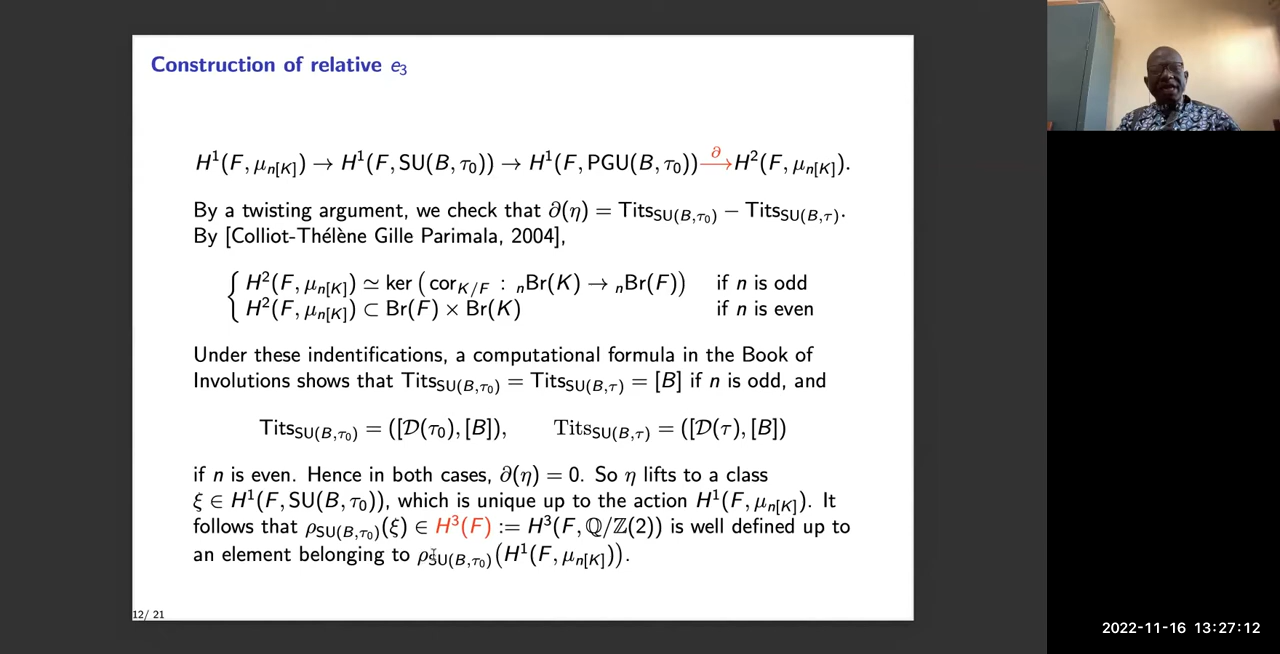 Construction of relative e₃
H¹(F, μ_{n[K]}) → H¹(F, SU(B, τ₀)) → H¹(F, PGU(B, τ₀)) —∂→ H²(F, μ_{n[K]}).
By a twisting argument, we check that ∂(η) = Tits_{SU(B,τ₀)} − Tits_{SU(B,τ)}.
By [Colliot-Thélène Gille Parimala, 2004],
{ H²(F, μ_{n[K]}) ≃ ker (cor_{K/F} : ₙBr(K) → ₙBr(F)) if n is odd
H²(F, μ_{n[K]}) ⊂ Br(F) × Br(K) if n is even
Under these indentifications, a computational formula in the Book of
Involutions shows that Tits_{SU(B,τ₀)} = Tits_{SU(B,τ)} = [B] if n is odd, and
Tits_{SU(B,τ₀)} = ([𝒟(τ₀), [B]), Tits_{SU(B,τ)} = ([𝒟(τ), [B])
if n is even. Hence in both cases, ∂(η) = 0. So η lifts to a class
ξ ∈ H¹(F, SU(B, τ₀)), which is unique up to the action H¹(F, μ_{n[K]}). It
follows that ρ_{SU(B,τ₀)}(ξ) ∈ H³(F) := H³(F, ℚ/ℤ(2)) is well defined up to
an element belonging to ρ_{SU(B,τ₀)}(H¹(F, μ_{n[K]})).
12/ 21
2022-11-16 13:27:12